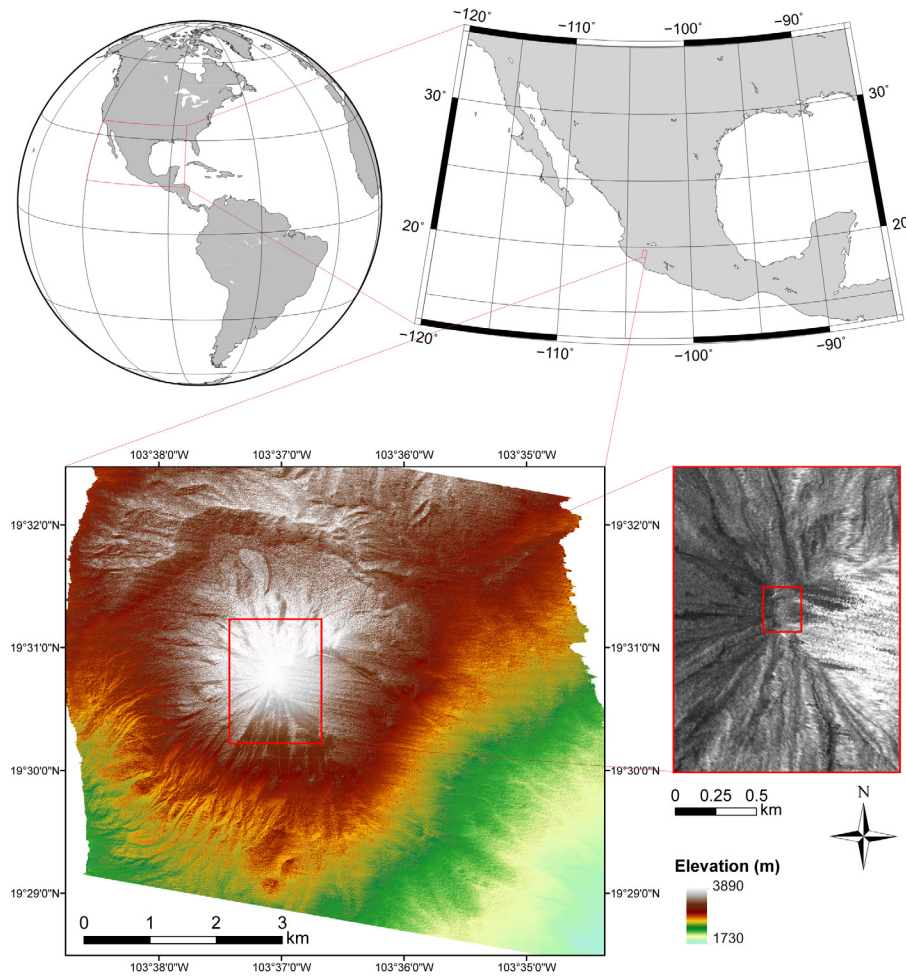 −120˚
−110˚
−100˚
−90˚
30˚
30˚
20˚
20˚
−120˚
−110˚
−100˚
−90˚
103°38'0"W
103°37'0"W
103°36'0"W
103°35'0"W
19°32'0"N
19°32'0"N
19°31'0"N
19°31'0"N
19°30'0"N
19°30'0"N
19°29'0"N
19°29'0"N
0 1 2 3
km
103°38'0"W
103°37'0"W
103°36'0"W
103°35'0"W
0 0.25 0.5
km
N
Elevation (m)
3890
1730